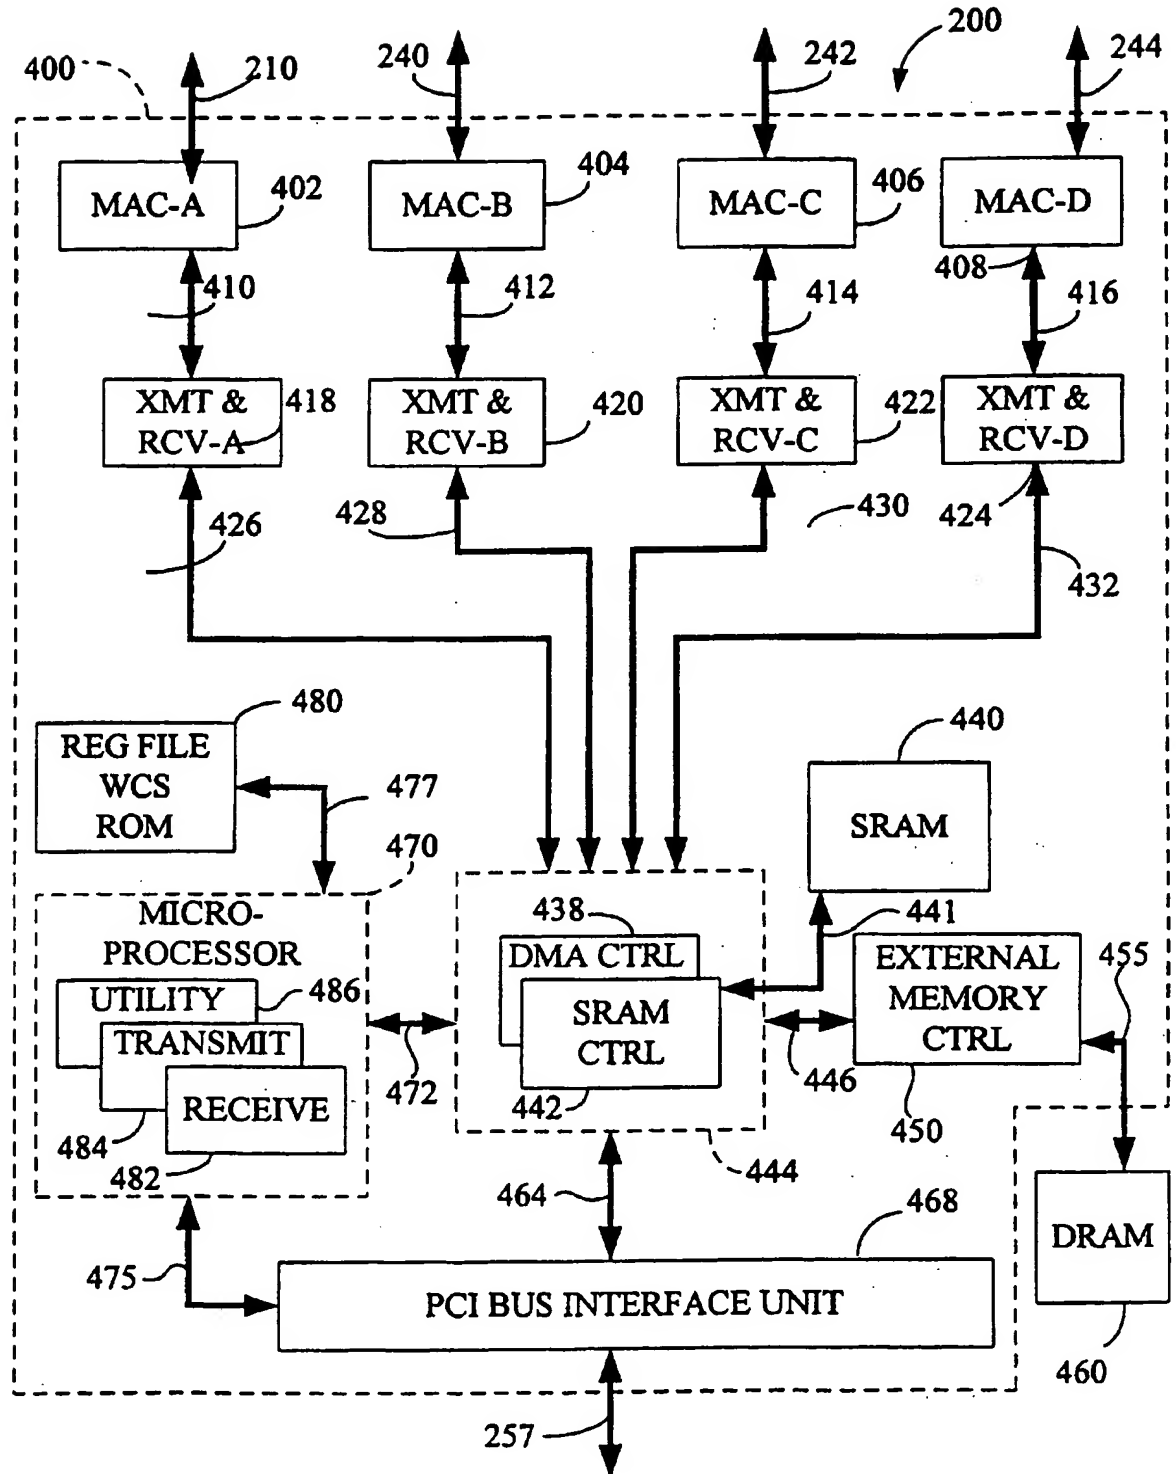 200
400
210
240
242
244
MAC-A
402
MAC-B
404
MAC-C
406
MAC-D
408
410
412
414
416
XMT &
RCV-A
418
XMT &
RCV-B
420
XMT &
RCV-C
422
XMT &
RCV-D
424
426
428
430
432
480
REG FILE
WCS
ROM
477
470
440
SRAM
441
MICRO-
PROCESSOR
UTILITY
486
TRANSMIT
RECEIVE
484
482
472
438
DMA CTRL
SRAM
CTRL
442
444
446
EXTERNAL
MEMORY
CTRL
450
455
DRAM
460
464
468
475
PCI BUS INTERFACE UNIT
257